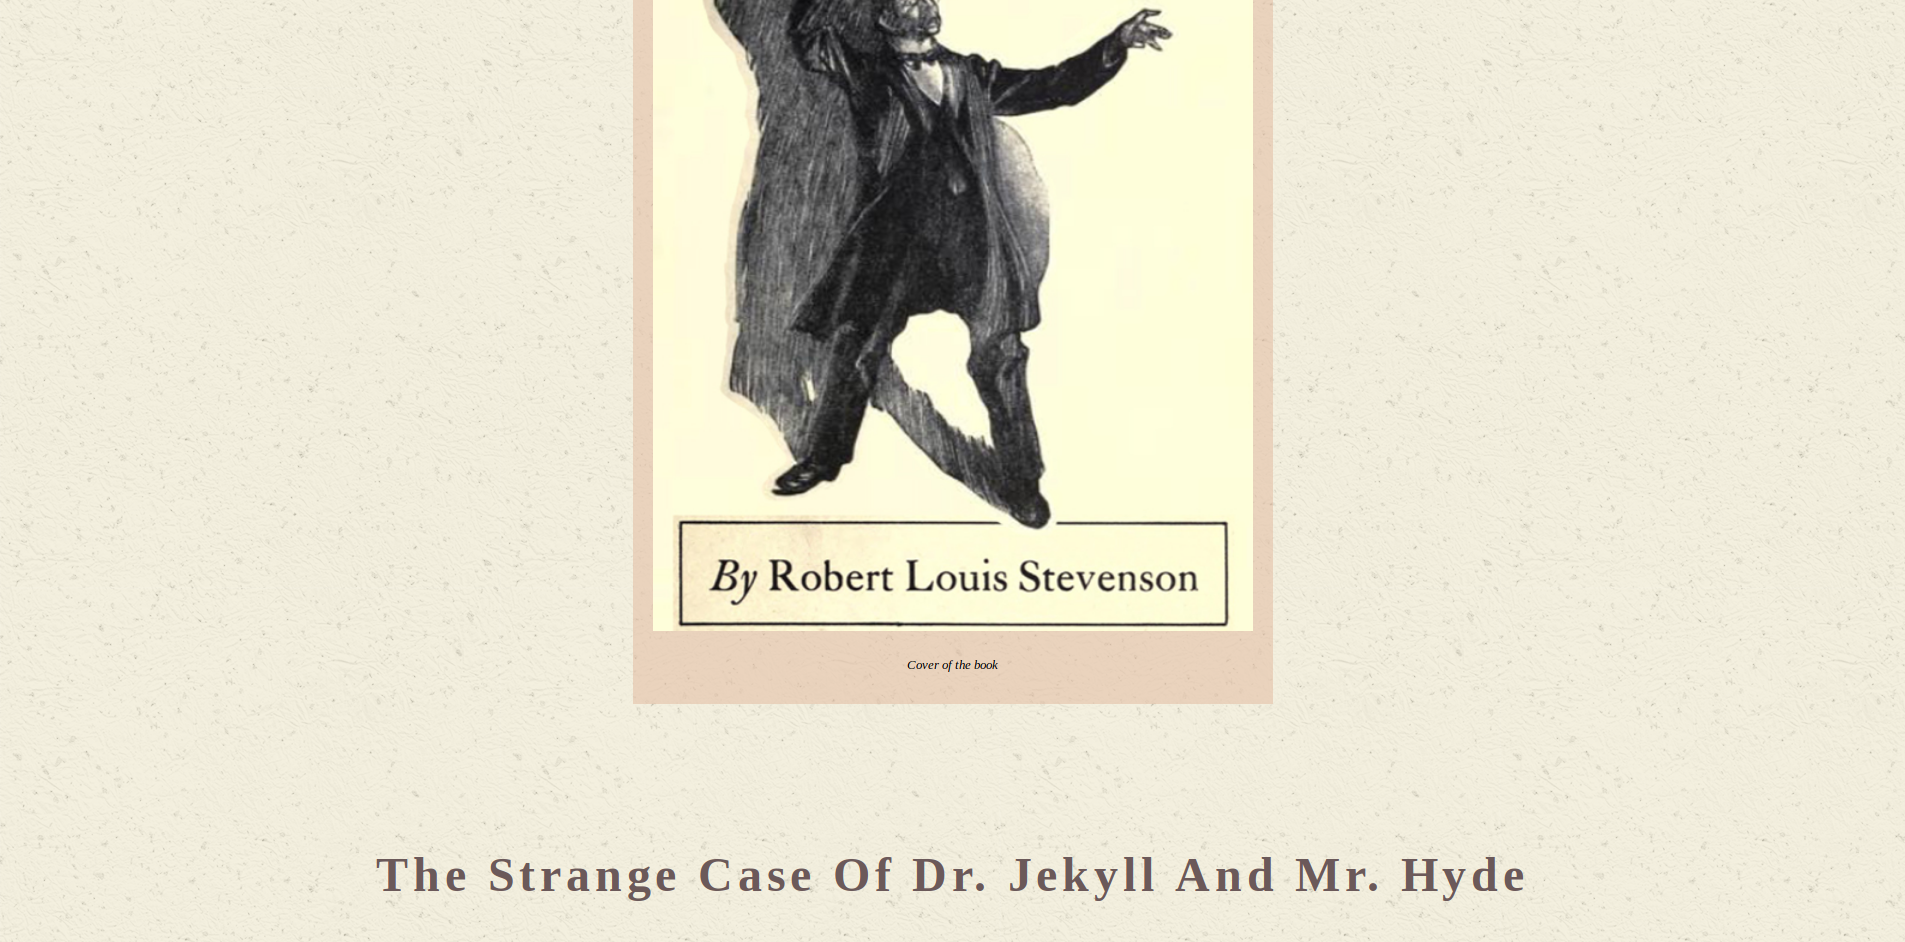 By Robert Louis Stevenson
Cover of the book
The Strange Case Of Dr. Jekyll And Mr. Hyde